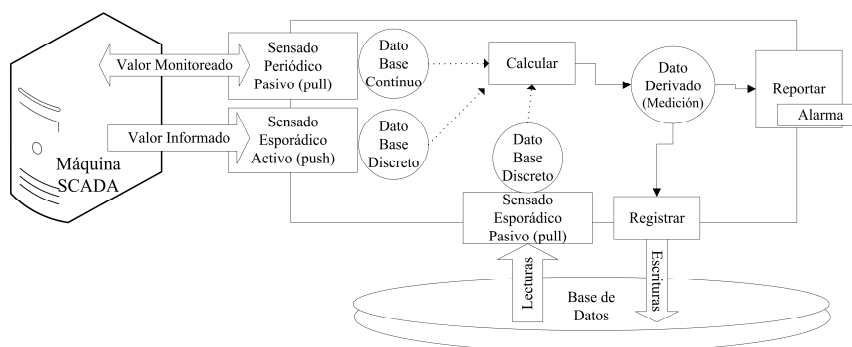 Máquina
SCADA
Valor Monitoreado
Valor Informado
Sensado
Periódico
Pasivo (pull)
Sensado
Esporádico
Activo (push)
Dato
Base
Contínuo
Dato
Base
Discreto
Calcular
Dato
Base
Discreto
Sensado
Esporádico
Pasivo (pull)
Dato
Derivado
(Medición)
Reportar
Alarma
Registrar
Lecturas
Escrituras
Base de
Datos